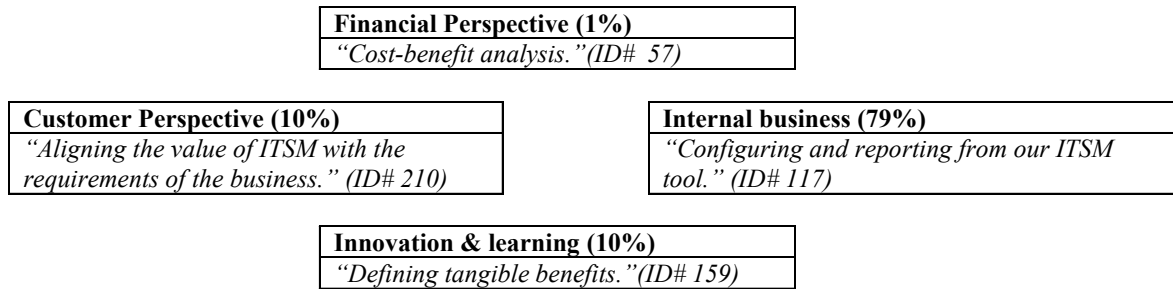 Financial Perspective (1%)
“Cost-benefit analysis.”(ID#  57)
Customer Perspective (10%)
“Aligning the value of ITSM with the
requirements of the business.” (ID# 210)
Internal business (79%)
“Configuring and reporting from our ITSM
tool.” (ID# 117)
Innovation & learning (10%)
“Defining tangible benefits.”(ID# 159)